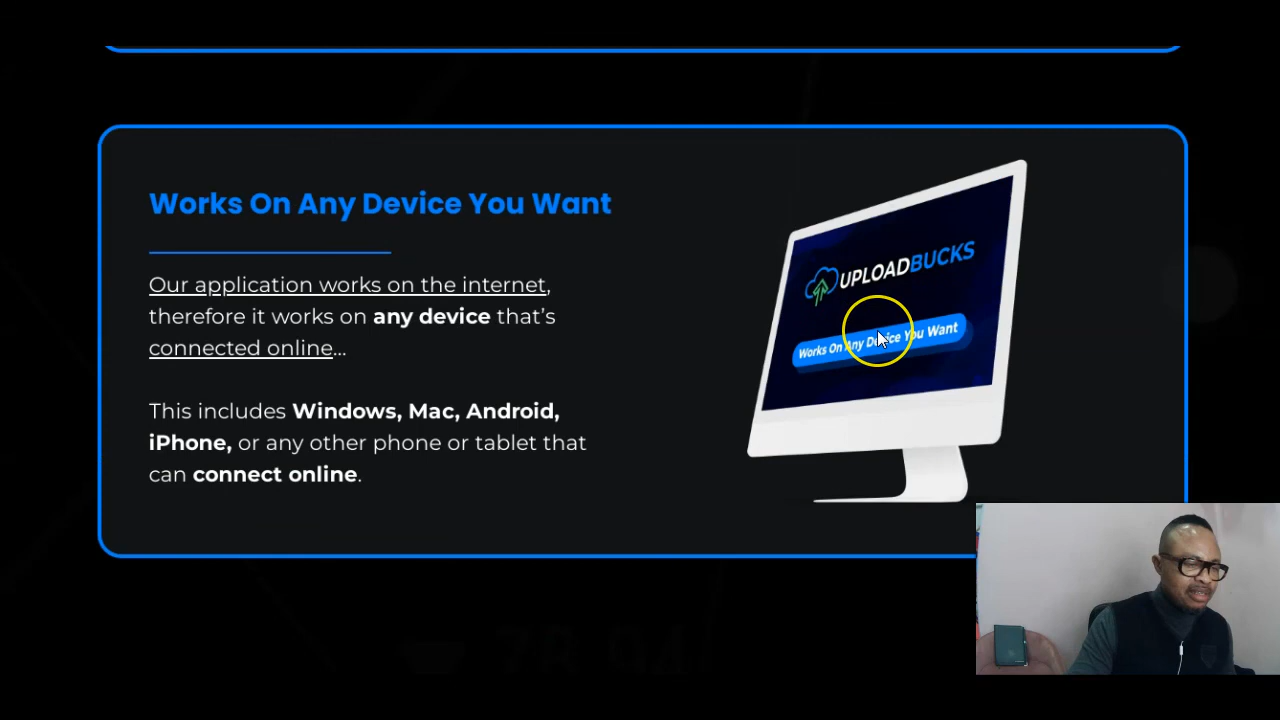 Works On Any Device You Want
Our application works on the internet,
therefore it works on any device that’s
connected online...
This includes Windows, Mac, Android,
iPhone, or any other phone or tablet that
can connect online.
UPLOADBUCKS
Works On Any Device You Want